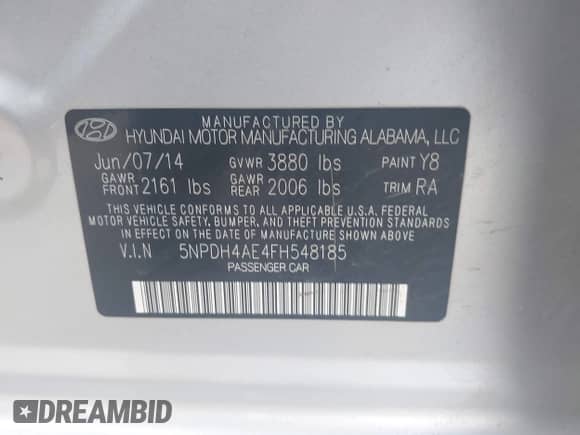 MANUFACTURED BY
HYUNDAI MOTOR MANUFACTURING ALABAMA, LLC
Jun/07/14 GVWR 3880 lbs PAINT Y8
GAWR FRONT 2161 lbs GAWR REAR 2006 lbs TRIM RA
THIS VEHICLE CONFORMS TO ALL APPLICABLE U.S.A. FEDERAL
MOTOR VEHICLE SAFETY, BUMPER, AND THEFT PREVENTION STANDARDS
IN EFFECT ON THE DATE OF MANUFACTURE SHOWN ABOVE
V.I.N 5NPDH4AE4FH548185
PASSENGER CAR
DREAMBID